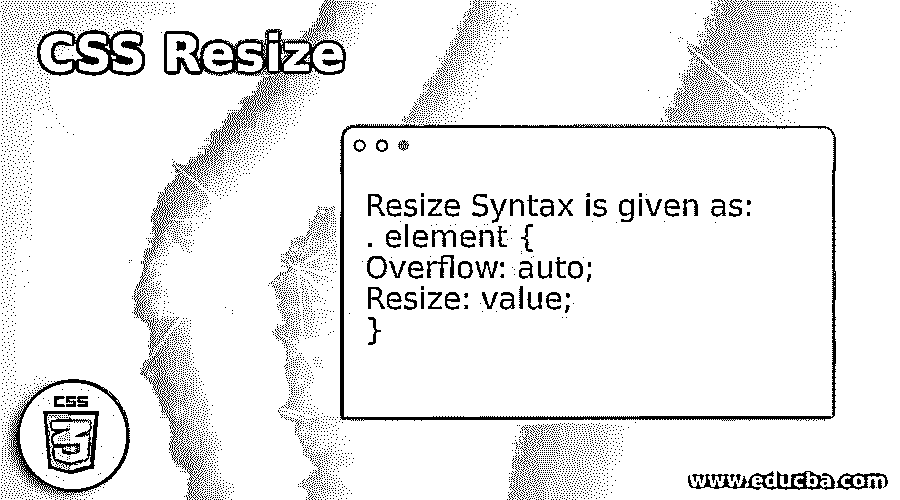 CSS Resize
Resize Syntax is given as:
. element {
Overflow: auto;
Resize: value;
}
CSS
3
www.educba.com